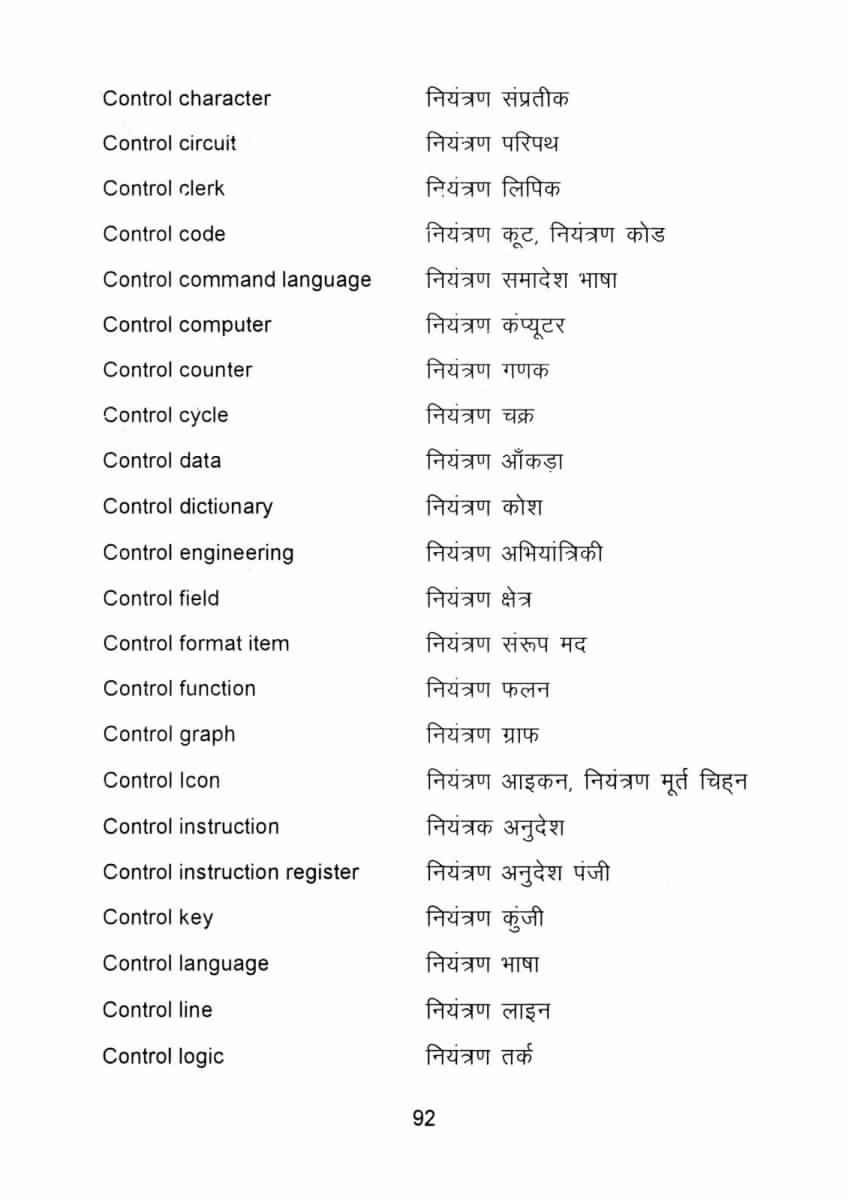 Control character नियंत्रण संप्रतीक
Control circuit नियंत्रण परिपथ
Control clerk नियंत्रण लिपिक
Control code नियंत्रण कूट, नियंत्रण कोड
Control command language नियंत्रण समादेश भाषा
Control computer नियंत्रण कंप्यूटर
Control counter नियंत्रण गणक
Control cycle नियंत्रण चक्र
Control data नियंत्रण आँकड़ा
Control dictionary नियंत्रण कोश
Control engineering नियंत्रण अभियांत्रिकी
Control field नियंत्रण क्षेत्र
Control format item नियंत्रण संरूप मद
Control function नियंत्रण फलन
Control graph नियंत्रण ग्राफ
Control Icon नियंत्रण आइकन, नियंत्रण मूर्त चिह्न
Control instruction नियंत्रक अनुदेश
Control instruction register नियंत्रण अनुदेश पंजी
Control key नियंत्रण कुंजी
Control language नियंत्रण भाषा
Control line नियंत्रण लाइन
Control logic नियंत्रण तर्क
92